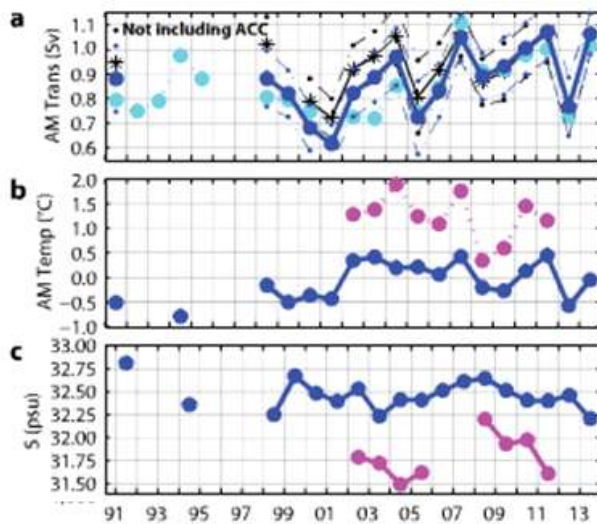 a
• Not including ACC
AM Trans (Sv)
1.1
1.0
0.9
0.8
0.7
0.6
b
AM Temp (°C)
2.0
1.5
1.0
0.5
0.0
−0.5
−1.0
c
S (psu)
33.00
32.75
32.50
32.25
32.00
31.75
31.50
91 93 95 97 99 01 03 05 07 09 11 13